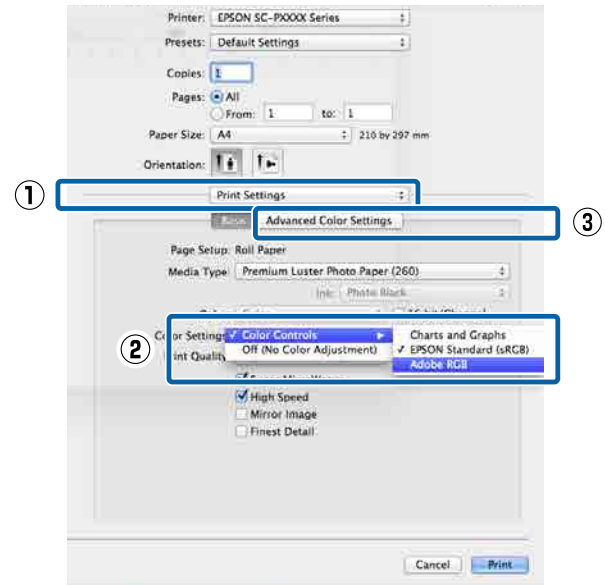 Printer: EPSON SC-PXXXX Series
Presets: Default Settings
Copies: 1
Pages: All
From: 1 to: 1
Paper Size: A4 210 by 297 mm
Orientation:
① Print Settings
Advanced Color Settings ③
Page Setup: Roll Paper
Media Type Premium Luster Photo Paper (260)
Ink: Photo Black
② Color Settings ✓ Color Controls ▶ Charts and Graphs
Off (No Color Adjustment) ✓ EPSON Standard (sRGB)
Print Quality Adobe RGB
High Speed
Mirror Image
Finest Detail
Cancel Print